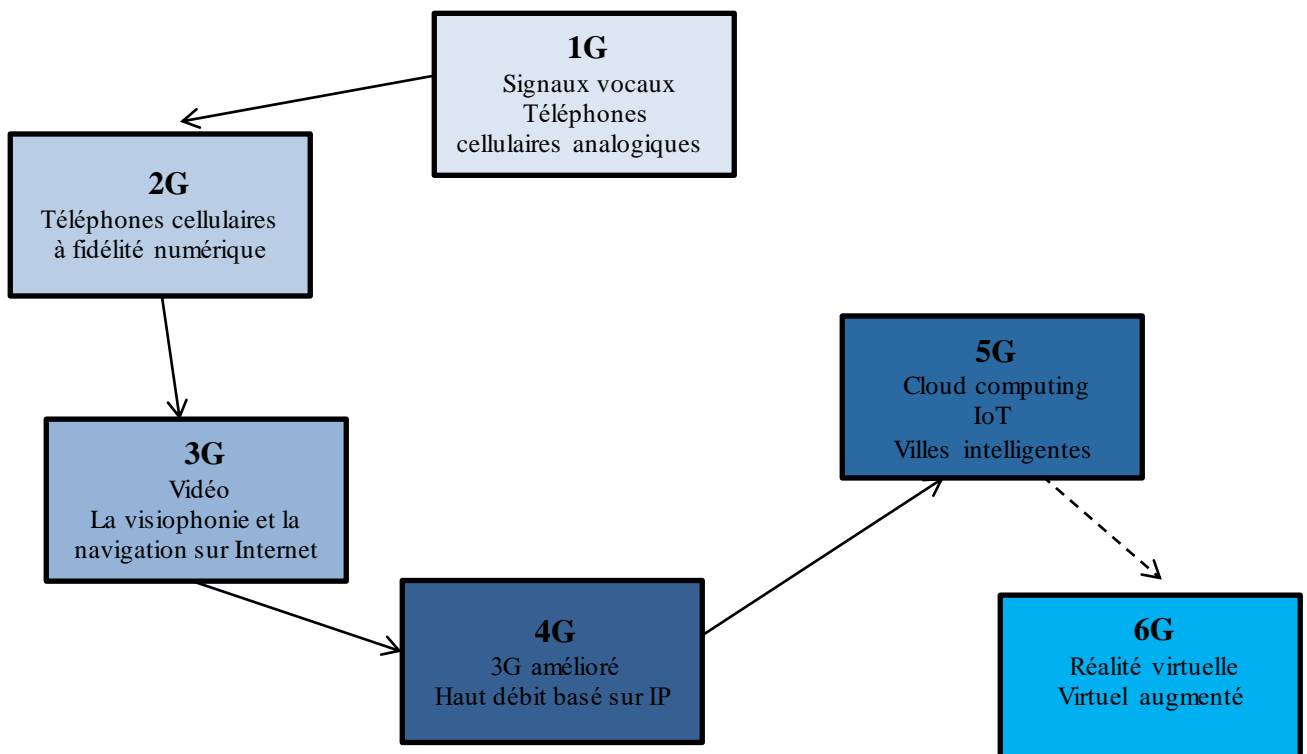 1G
Signaux vocaux
Téléphones
cellulaires analogiques
2G
Téléphones cellulaires
à fidélité numérique
3G
Vidéo
La visiophonie et la
navigation sur Internet
4G
3G amélioré
Haut débit basé sur IP
5G
Cloud computing
IoT
Villes intelligentes
6G
Réalité virtuelle
Virtuel augmenté